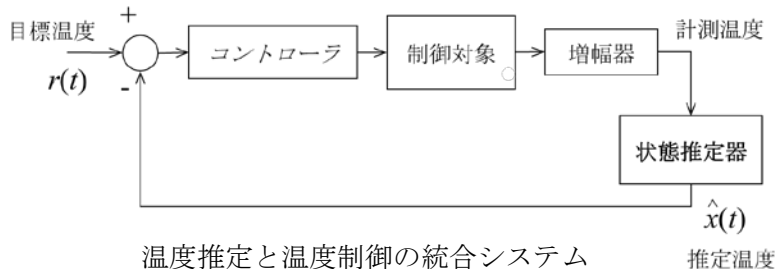 目標温度
+
r(t)
-
コントローラ
制御対象
増幅器
計測温度
状態推定器
x̂(t)
推定温度
温度推定と温度制御の統合システム